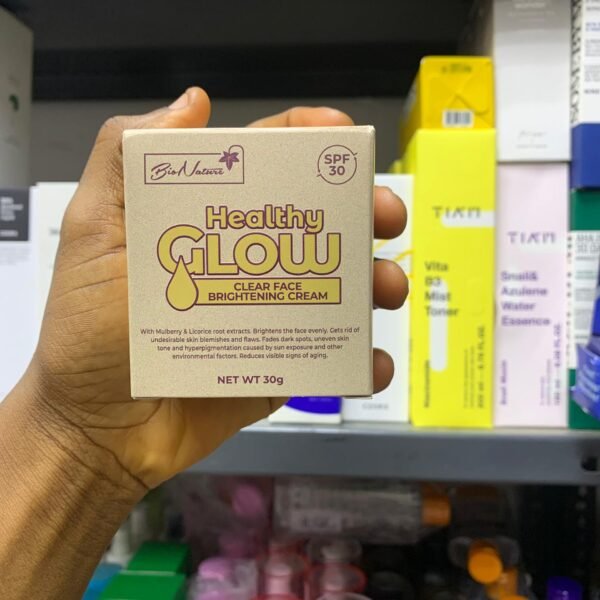 BioNature
SPF
30
Healthy
GLOW
CLEAR FACE
BRIGHTENING CREAM
With Mulberry & Licorice root extracts. Brightens the face evenly. Gets rid of
undesirable skin blemishes and flaws. Fades dark spots, uneven skin
tone and hyperpigmentation caused by sun exposure and other
environmental factors. Reduces visible signs of aging.
NET WT 30g
TIA'M
Vita
B3
Mist
Toner
TIA'M
Snail&
Azulene
Water
Essence